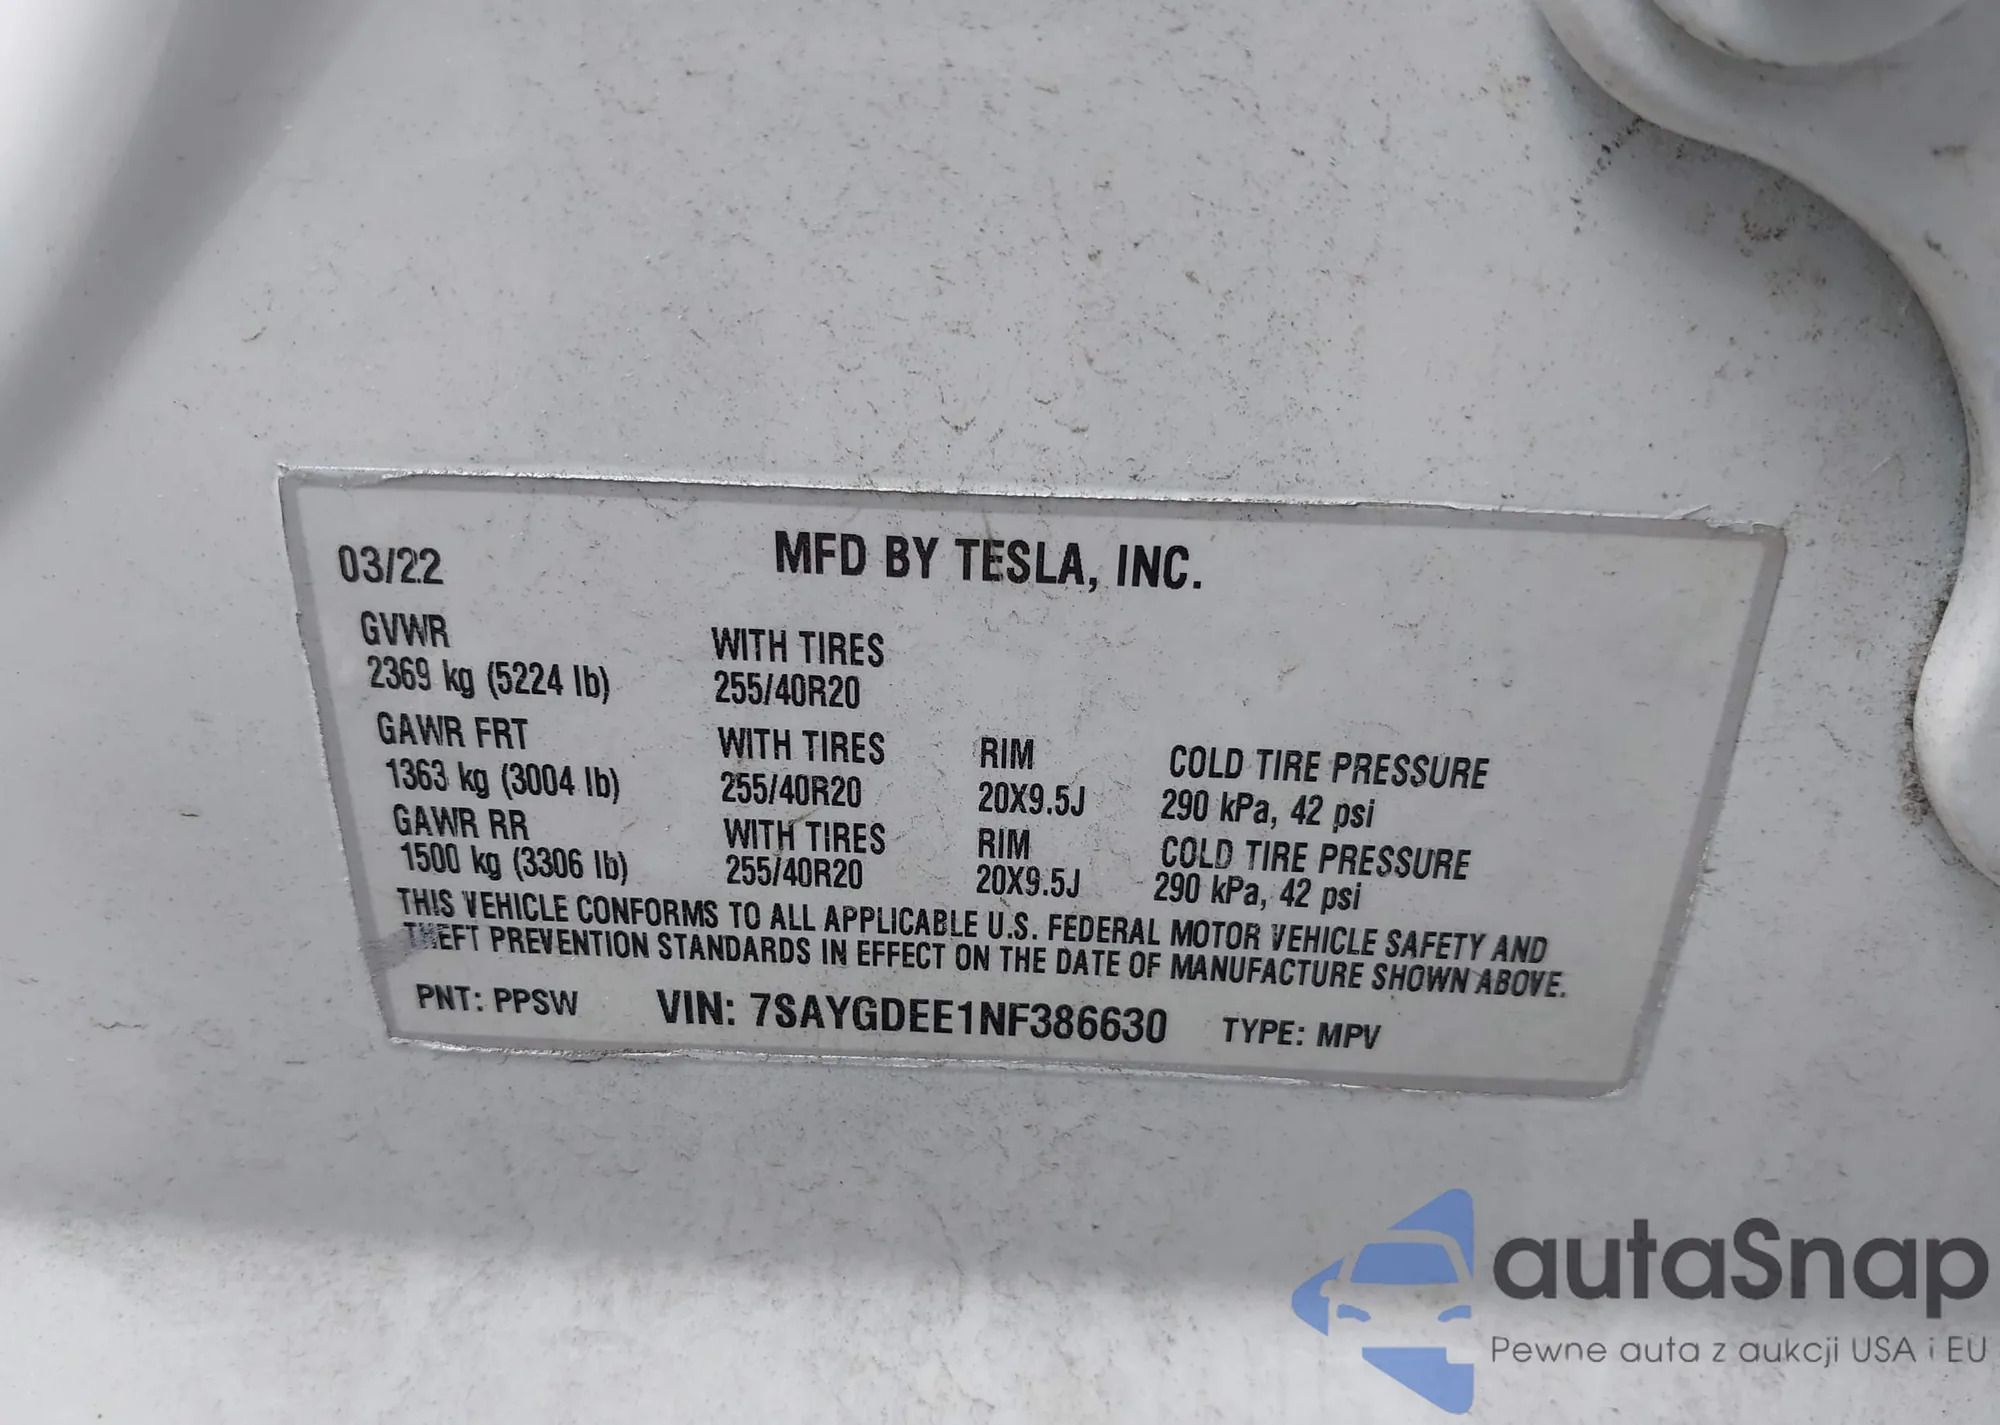 03/22 MFD BY TESLA, INC.
GVWR WITH TIRES
2369 kg (5224 lb) 255/40R20
GAWR FRT WITH TIRES RIM COLD TIRE PRESSURE
1363 kg (3004 lb) 255/40R20 20X9.5J 290 kPa, 42 psi
GAWR RR WITH TIRES RIM COLD TIRE PRESSURE
1500 kg (3306 lb) 255/40R20 20X9.5J 290 kPa, 42 psi
THIS VEHICLE CONFORMS TO ALL APPLICABLE U.S. FEDERAL MOTOR VEHICLE SAFETY AND
THEFT PREVENTION STANDARDS IN EFFECT ON THE DATE OF MANUFACTURE SHOWN ABOVE.
PNT: PPSW VIN: 7SAYGDEE1NF386630 TYPE: MPV
autaSnap
Pewne auta z aukcji USA i EU